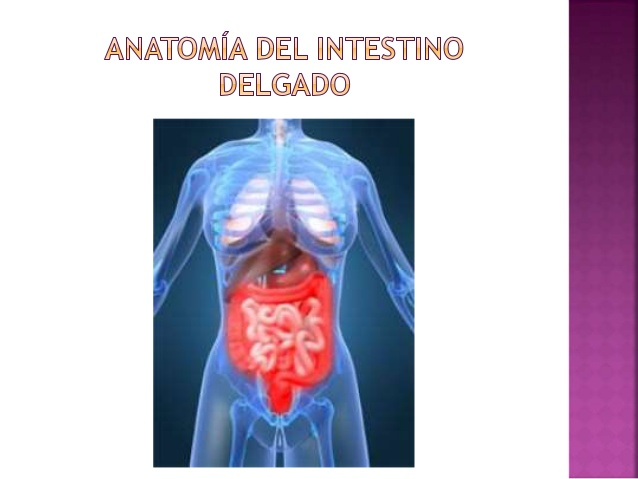 ANATOMÍA DEL INTESTINO
DELGADO